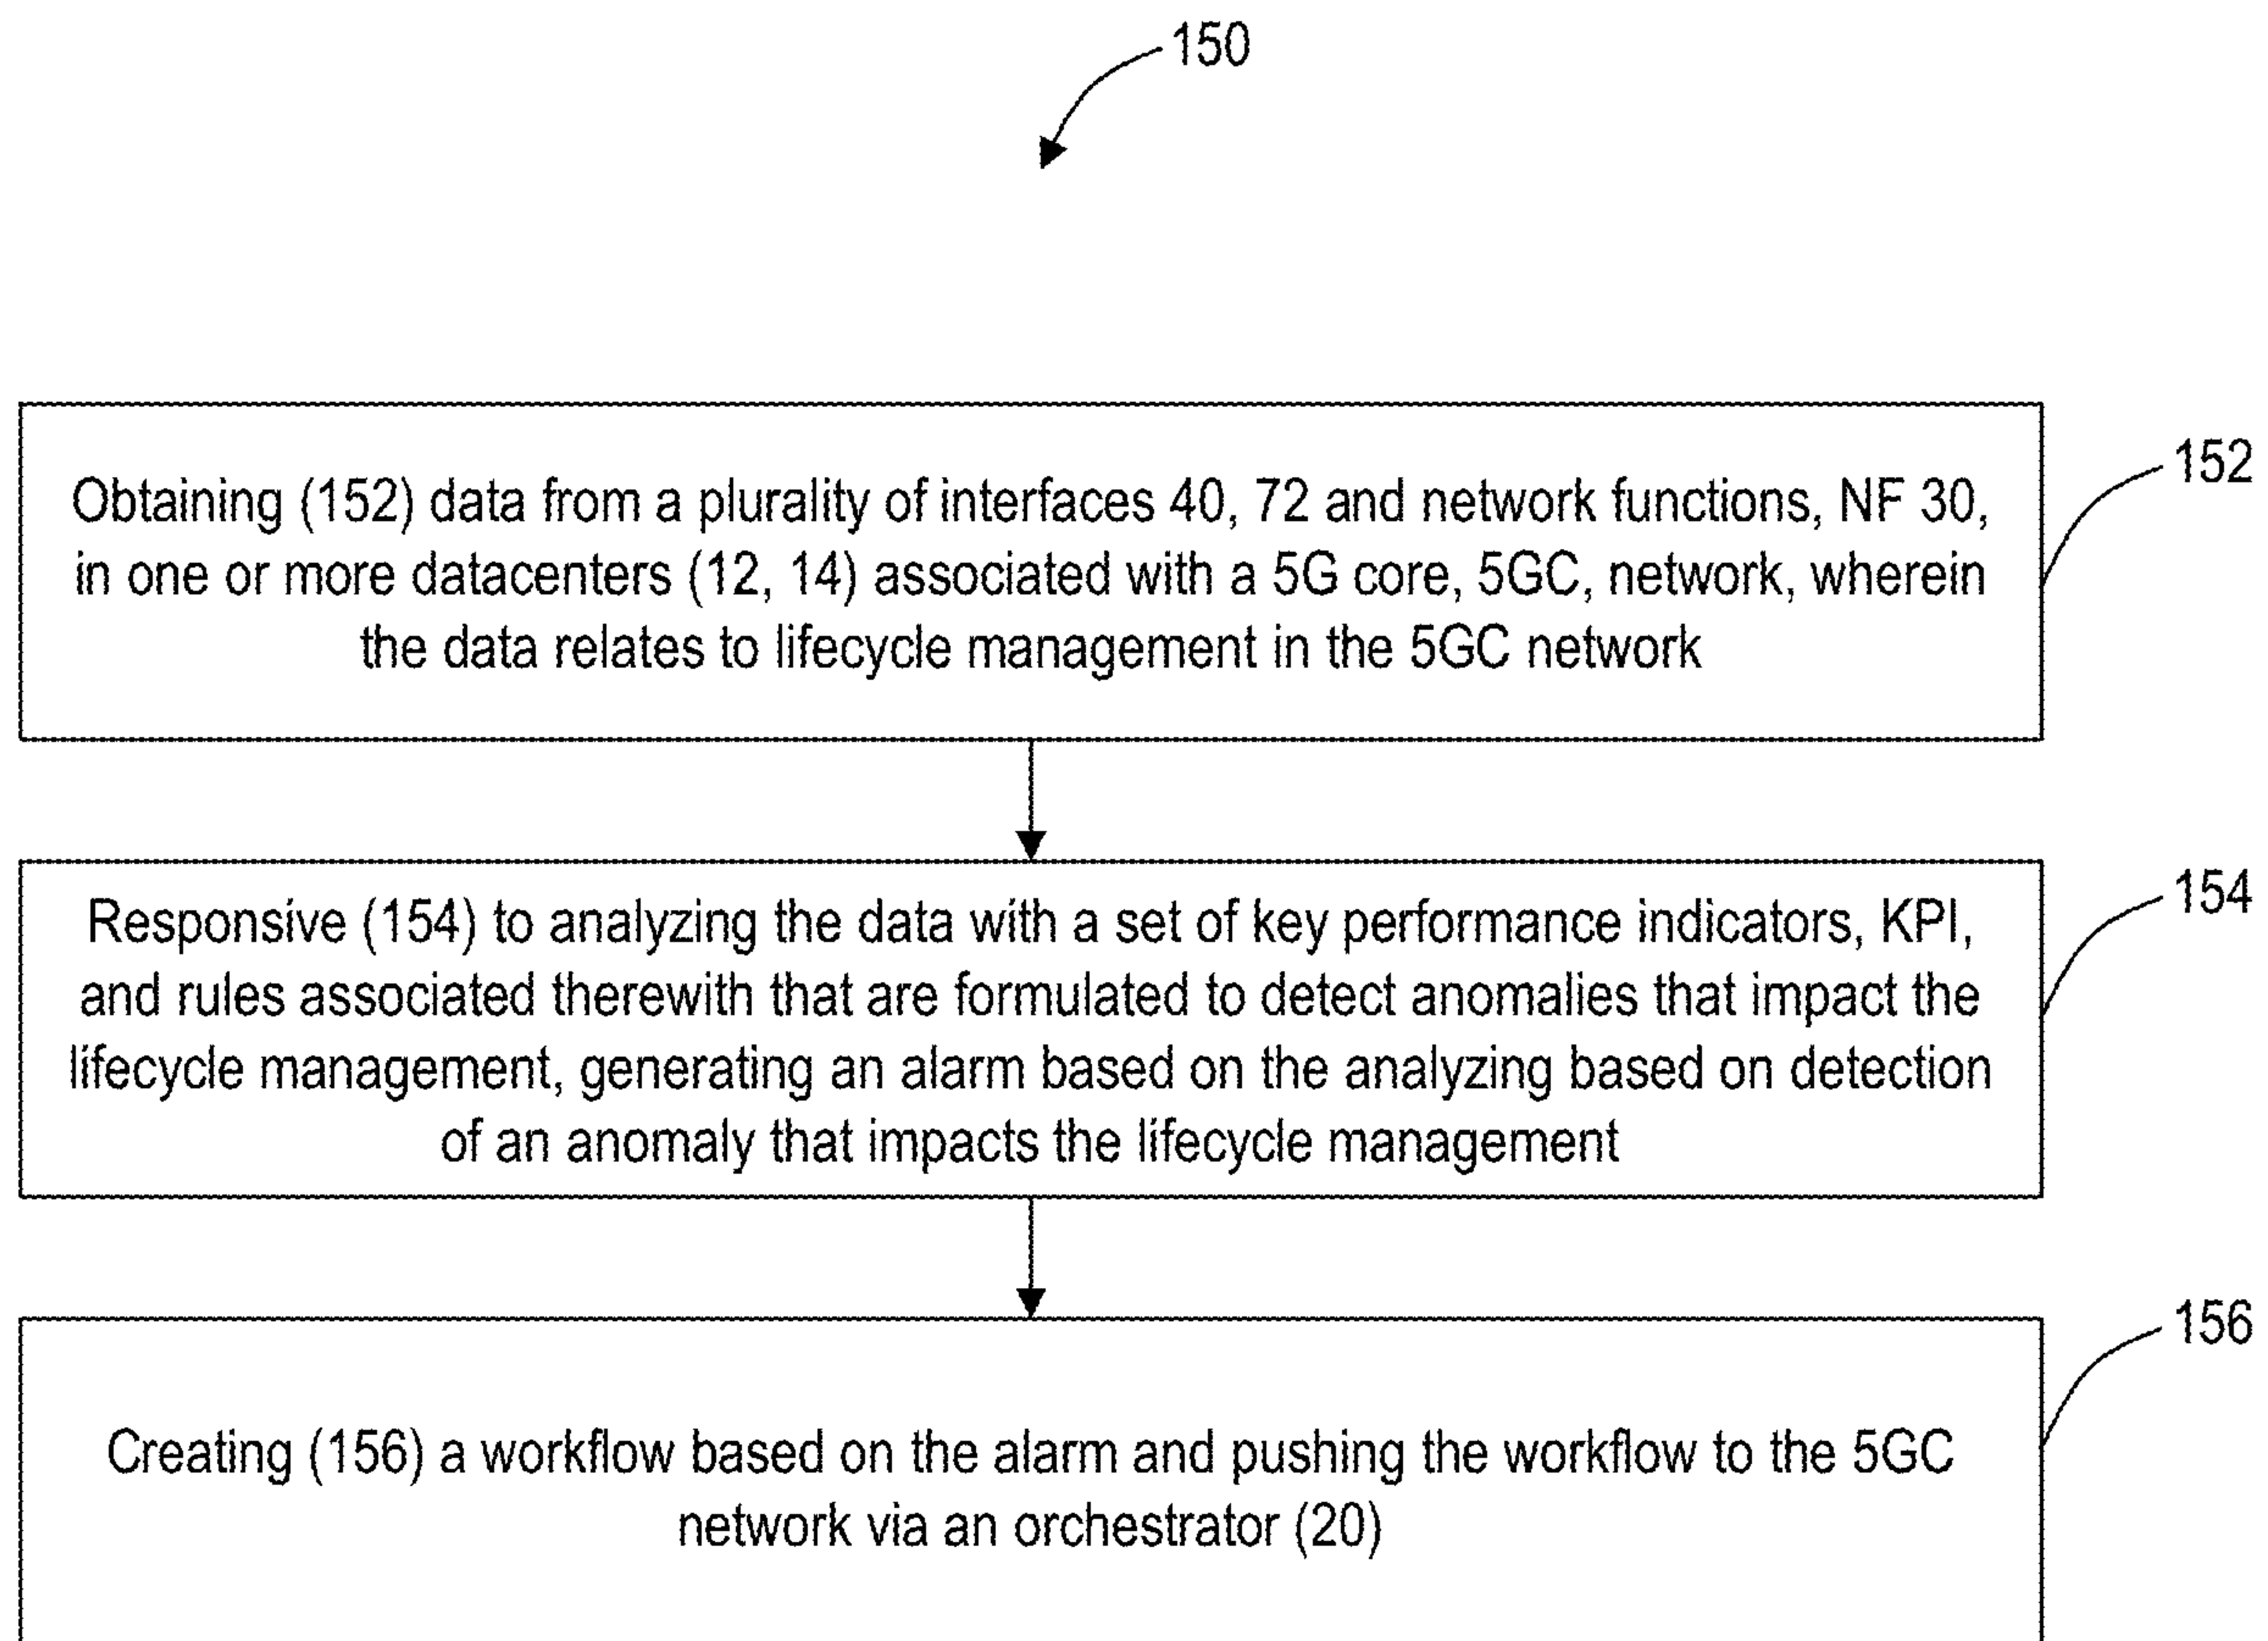 150
Obtaining (152) data from a plurality of interfaces 40, 72 and network functions, NF 30,
in one or more datacenters (12, 14) associated with a 5G core, 5GC, network, wherein
the data relates to lifecycle management in the 5GC network
152
Responsive (154) to analyzing the data with a set of key performance indicators, KPI,
and rules associated therewith that are formulated to detect anomalies that impact the
lifecycle management, generating an alarm based on the analyzing based on detection
of an anomaly that impacts the lifecycle management
154
Creating (156) a workflow based on the alarm and pushing the workflow to the 5GC
network via an orchestrator (20)
156